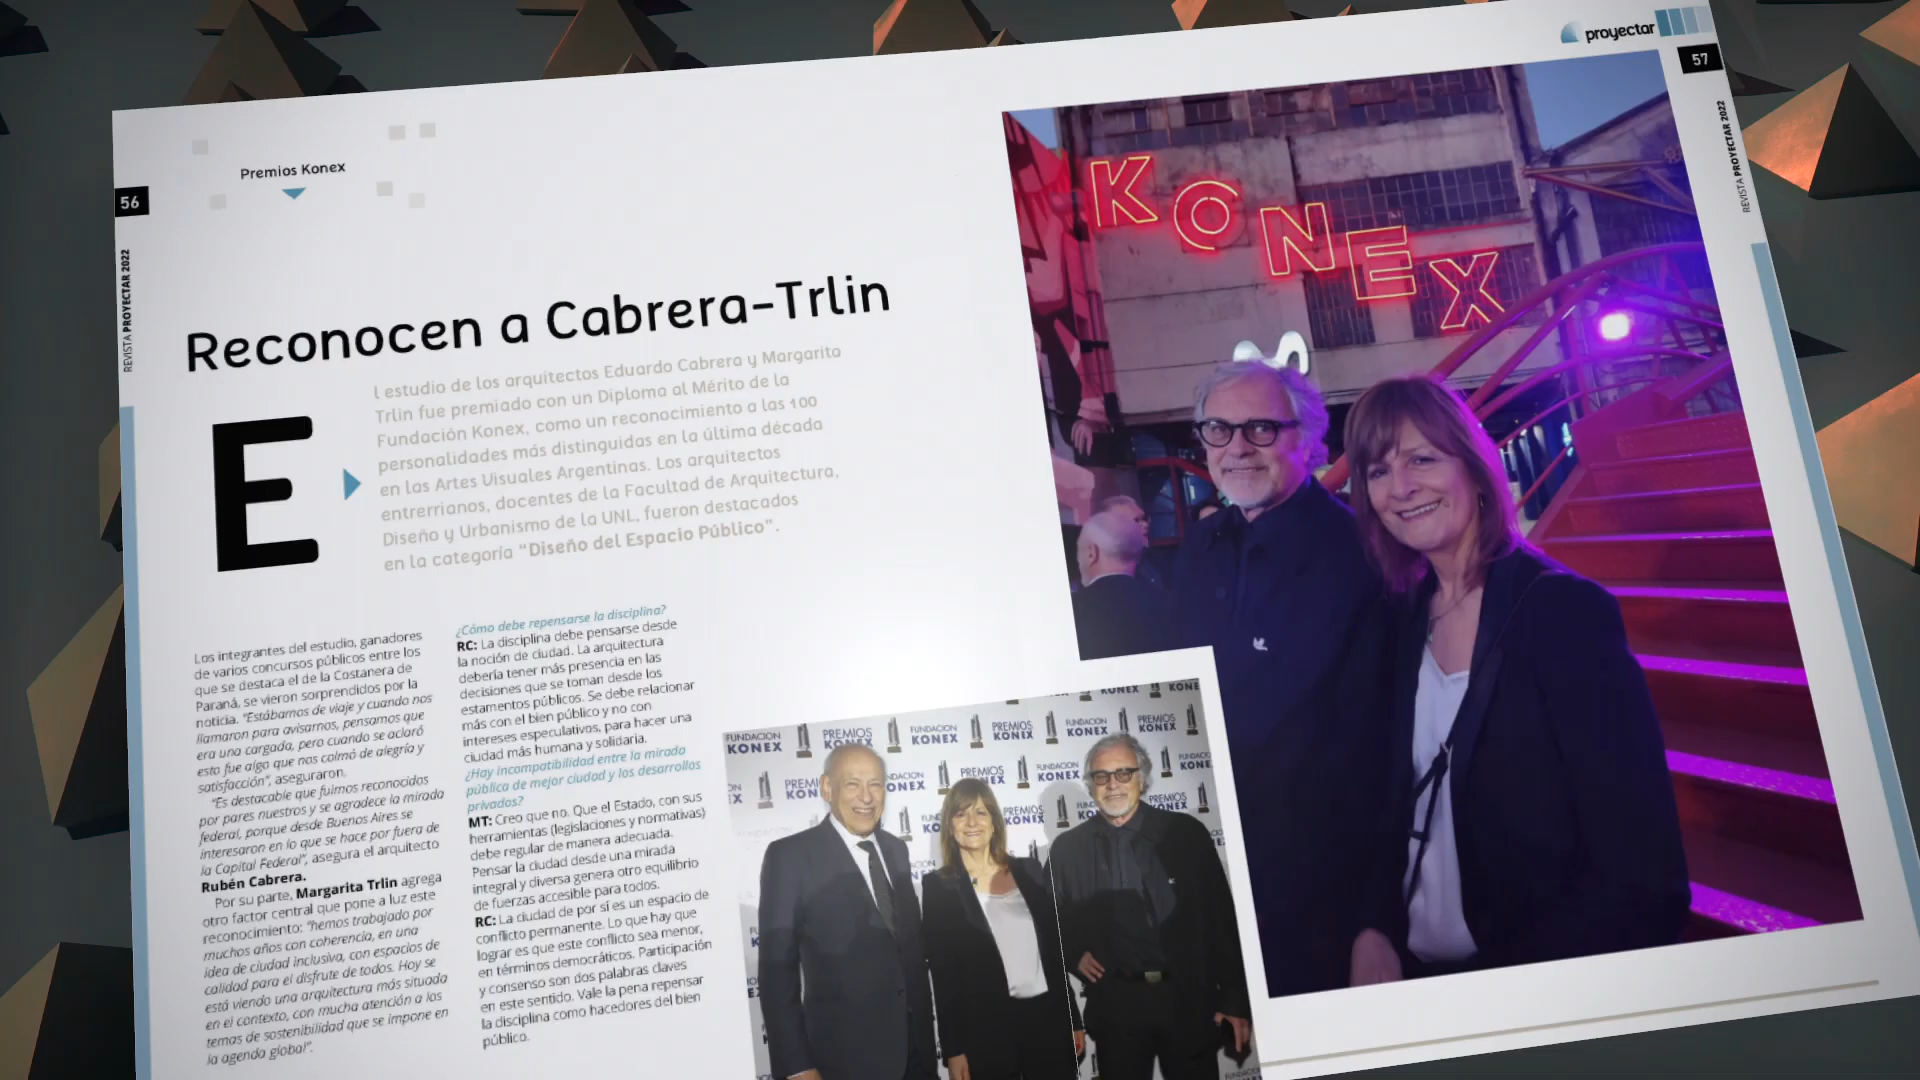 proyectar
57
REVISTA PROYECTAR 2022
Premios Konex
56
REVISTA PROYECTAR 2022
Reconocen a Cabrera-Trlin
E
l estudio de los arquitectos Eduardo Cabrera y Margarita
Trlin fue premiado con un Diploma al Mérito de la
Fundación Konex, como un reconocimiento a las 100
personalidades más distinguidas en la última década
en las Artes Visuales Argentinas. Los arquitectos
entrerrianos, docentes de la Facultad de Arquitectura,
Diseño y Urbanismo de la UNL, fueron destacados
en la categoría “Diseño del Espacio Público”.
Los integrantes del estudio, ganadores
de varios concursos públicos entre los
que se destaca el de la Costanera de
Paraná, se vieron sorprendidos por la
noticia. “Estábamos de viaje y cuando nos
llamaron para avisarnos, pensamos que
era una cargada, pero cuando se aclaró
esto fue algo que nos colmó de alegría y
satisfacción”, aseguraron.
“Es destacable que fuimos reconocidos
por pares nuestros y se agradece la mirada
federal, porque desde Buenos Aires se
interesaron en lo que se hace por fuera de
la Capital Federal”, asegura el arquitecto
Rubén Cabrera.
Por su parte, Margarita Trlin agrega
otro factor central que pone a luz este
reconocimiento: “hemos trabajado por
muchos años con coherencia, en una
idea de ciudad inclusiva, con espacios de
calidad para el disfrute de todos. Hoy se
está viendo una arquitectura más situada
en el contexto, con mucha atención a los
temas de sostenibilidad que se impone en
la agenda global”.
¿Cómo debe repensarse la disciplina?
RC: La disciplina debe pensarse desde
la noción de ciudad. La arquitectura
debería tener más presencia en las
decisiones que se toman desde los
estamentos públicos. Se debe relacionar
más con el bien público y no con
intereses especulativos, para hacer una
ciudad más humana y solidaria.
¿Hay incompatibilidad entre la mirada
pública de mejor ciudad y los desarrollos
privados?
MT: Creo que no. Que el Estado, con sus
herramientas (legislaciones y normativas)
debe regular de manera adecuada.
Pensar la ciudad desde una mirada
integral y diversa genera otro equilibrio
de fuerzas accesible para todos.
RC: La ciudad de por sí es un espacio de
conflicto permanente. Lo que hay que
lograr es que este conflicto sea menor,
en términos democráticos. Participación
y consenso son dos palabras claves
en este sentido. Vale la pena repensar
la disciplina como hacedores del bien
público.
KONEX
FUNDACION KONEX
PREMIOS KONEX
FUNDACION KONEX
PREMIOS KONEX
FUNDACION KONEX
PREMIOS KONEX
PREMIOS KONEX
FUNDACION KONEX
PREMIOS KONEX
PREMIOS KONEX